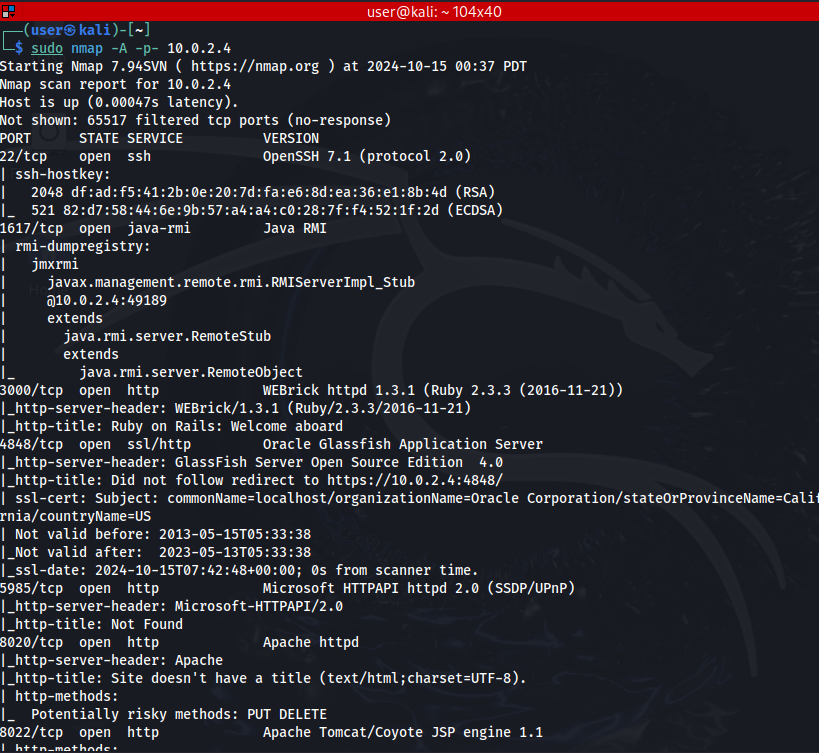 user@kali: ~ 104x40
┌──(user㉿kali)-[~]
└─$ sudo nmap -A -p- 10.0.2.4
Starting Nmap 7.94SVN ( https://nmap.org ) at 2024-10-15 00:37 PDT
Nmap scan report for 10.0.2.4
Host is up (0.00047s latency).
Not shown: 65517 filtered tcp ports (no-response)
PORT      STATE SERVICE          VERSION
22/tcp    open  ssh              OpenSSH 7.1 (protocol 2.0)
| ssh-hostkey:
|   2048 df:ad:f5:41:2b:0e:20:7d:fa:e6:8d:ea:36:e1:8b:4d (RSA)
|_  521 82:d7:58:44:6e:9b:57:a4:a4:c0:28:7f:f4:52:1f:2d (ECDSA)
1617/tcp  open  java-rmi         Java RMI
| rmi-dumpregistry:
|   jmxrmi
|     javax.management.remote.rmi.RMIServerImpl_Stub
|     @10.0.2.4:49189
|     extends
|       java.rmi.server.RemoteStub
|       extends
|_        java.rmi.server.RemoteObject
3000/tcp  open  http             WEBrick httpd 1.3.1 (Ruby 2.3.3 (2016-11-21))
|_http-server-header: WEBrick/1.3.1 (Ruby/2.3.3/2016-11-21)
|_http-title: Ruby on Rails: Welcome aboard
4848/tcp  open  ssl/http         Oracle Glassfish Application Server
|_http-server-header: GlassFish Server Open Source Edition  4.0
|_http-title: Did not follow redirect to https://10.0.2.4:4848/
| ssl-cert: Subject: commonName=localhost/organizationName=Oracle Corporation/stateOrProvinceName=Calif
rnia/countryName=US
| Not valid before: 2013-05-15T05:33:38
|_Not valid after:  2023-05-13T05:33:38
|_ssl-date: 2024-10-15T07:42:48+00:00; 0s from scanner time.
5985/tcp  open  http             Microsoft HTTPAPI httpd 2.0 (SSDP/UPnP)
|_http-server-header: Microsoft-HTTPAPI/2.0
|_http-title: Not Found
8020/tcp  open  http             Apache httpd
|_http-server-header: Apache
|_http-title: Site doesn't have a title (text/html;charset=UTF-8).
| http-methods:
|_  Potentially risky methods: PUT DELETE
8022/tcp  open  http             Apache Tomcat/Coyote JSP engine 1.1
| http-methods: